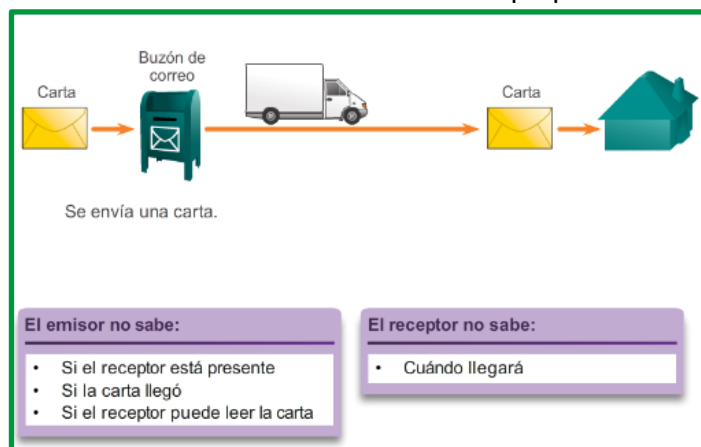 Buzón de
correo
Carta
Carta
Se envía una carta.
El emisor no sabe:
• Si el receptor está presente
• Si la carta llegó
• Si el receptor puede leer la carta
El receptor no sabe:
• Cuándo llegará